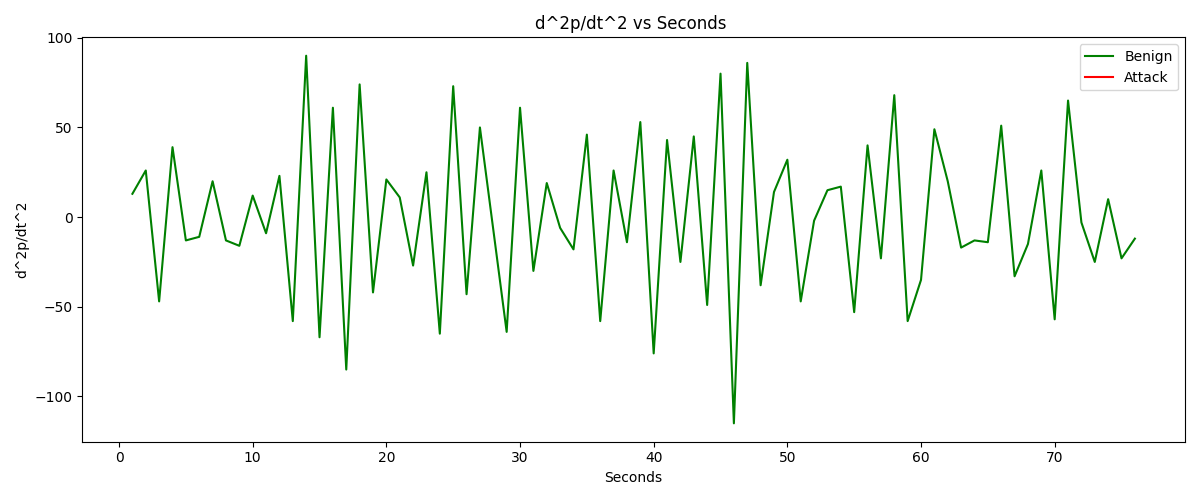 d^2p/dt^2 vs Seconds
Benign
Attack
100
50
0
−50
−100
d^2p/dt^2
0 10 20 30 40 50 60 70
Seconds